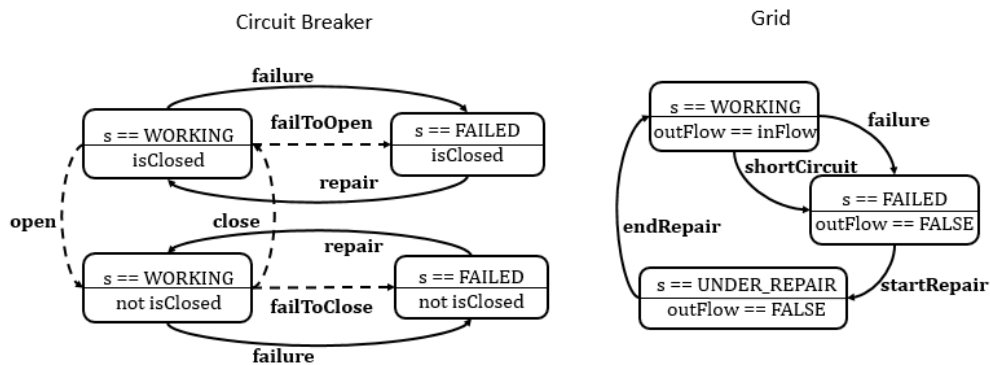 Circuit Breaker
failure
s == WORKING
isClosed
failToOpen
s == FAILED
isClosed
repair
open
close
repair
s == WORKING
not isClosed
failToClose
s == FAILED
not isClosed
failure
Grid
s == WORKING
outFlow == inFlow
failure
shortCircuit
s == FAILED
outFlow == FALSE
endRepair
s == UNDER_REPAIR
outFlow == FALSE
startRepair